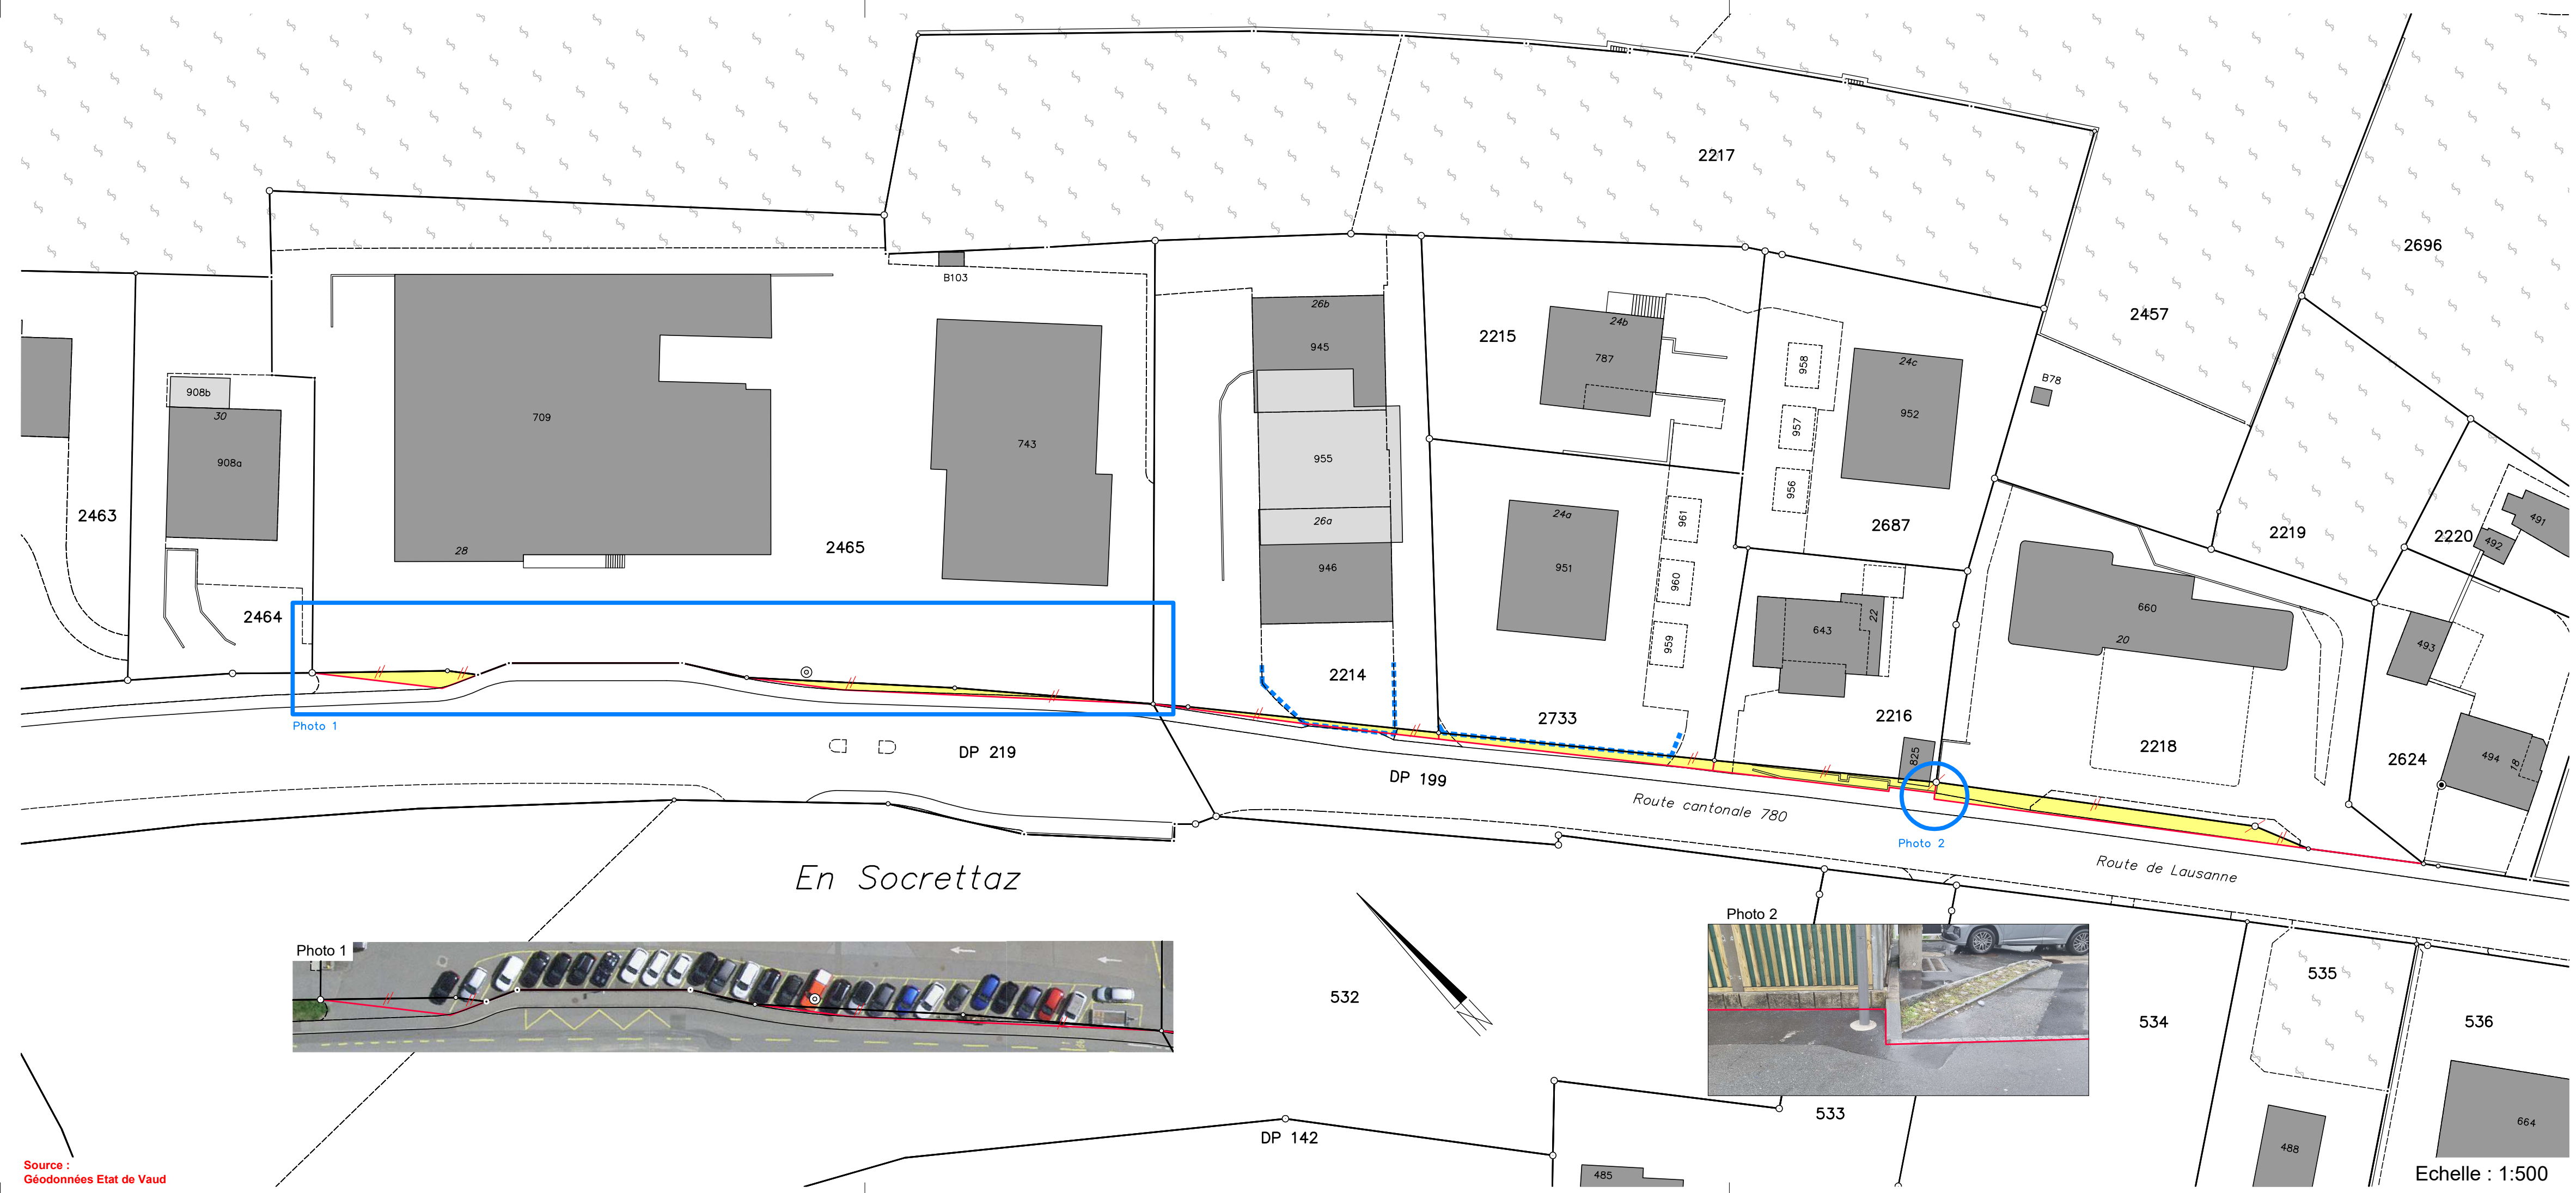 2217
2696
2457
B103
26b
945
2215
24b
787
958
24c
952
B78
908b
30
908a
709
743
955
957
956
26a
24a
961
2463
2687
2219
2220
491
492
28
2465
946
951
960
660
20
2464
22
643
959
493
2214
2733
2216
2218
2624
494
18
825
Photo 1
DP 219
DP 199
Route cantonale 780
Photo 2
Route de Lausanne
En Socrettaz
Photo 1
Photo 2
532
534
535
536
533
DP 142
485
488
664
Source :
Géodonnées Etat de Vaud
Echelle : 1:500